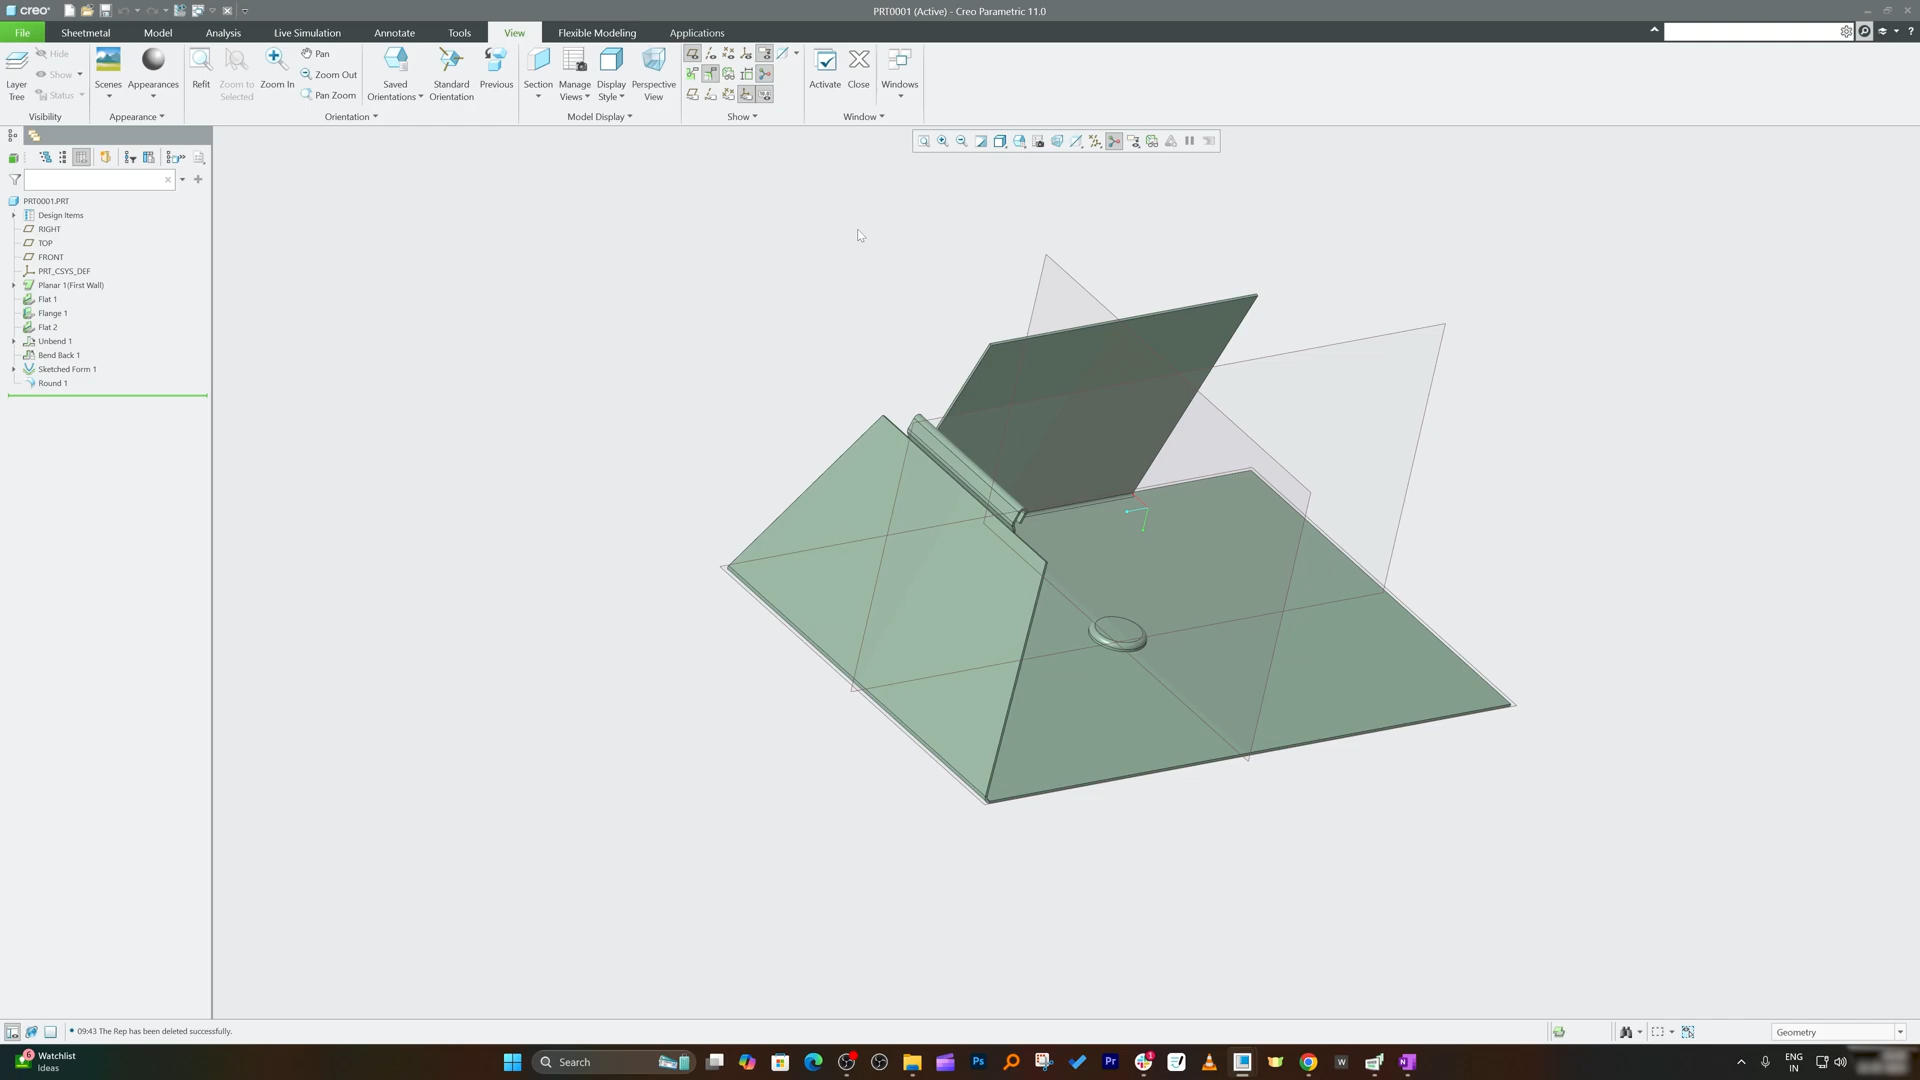 creo
PRT0001 (Active) - Creo Parametric 11.0
File
Sheetmetal
Model
Analysis
Live Simulation
Annotate
Tools
View
Flexible Modeling
Applications
Layer
Tree
Hide
Show
Status
Visibility
Scenes
Appearances
Appearance
Refit
Zoom to
Selected
Zoom In
Pan
Zoom Out
Pan Zoom
Saved
Orientations
Standard
Orientation
Previous
Orientation
Section
Manage
Views
Display
Style
Perspective
View
Model Display
Show
Activate
Close
Windows
Window
PRT0001.PRT
Design Items
RIGHT
TOP
FRONT
PRT_CSYS_DEF
Planar 1(First Wall)
Flat 1
Flange 1
Flat 2
Unbend 1
Bend Back 1
Sketched Form 1
Round 1
09:43 The Rep has been deleted successfully.
Geometry
6
Watchlist
Ideas
Search
Ps
Pr
1
W
N
ENG
IN